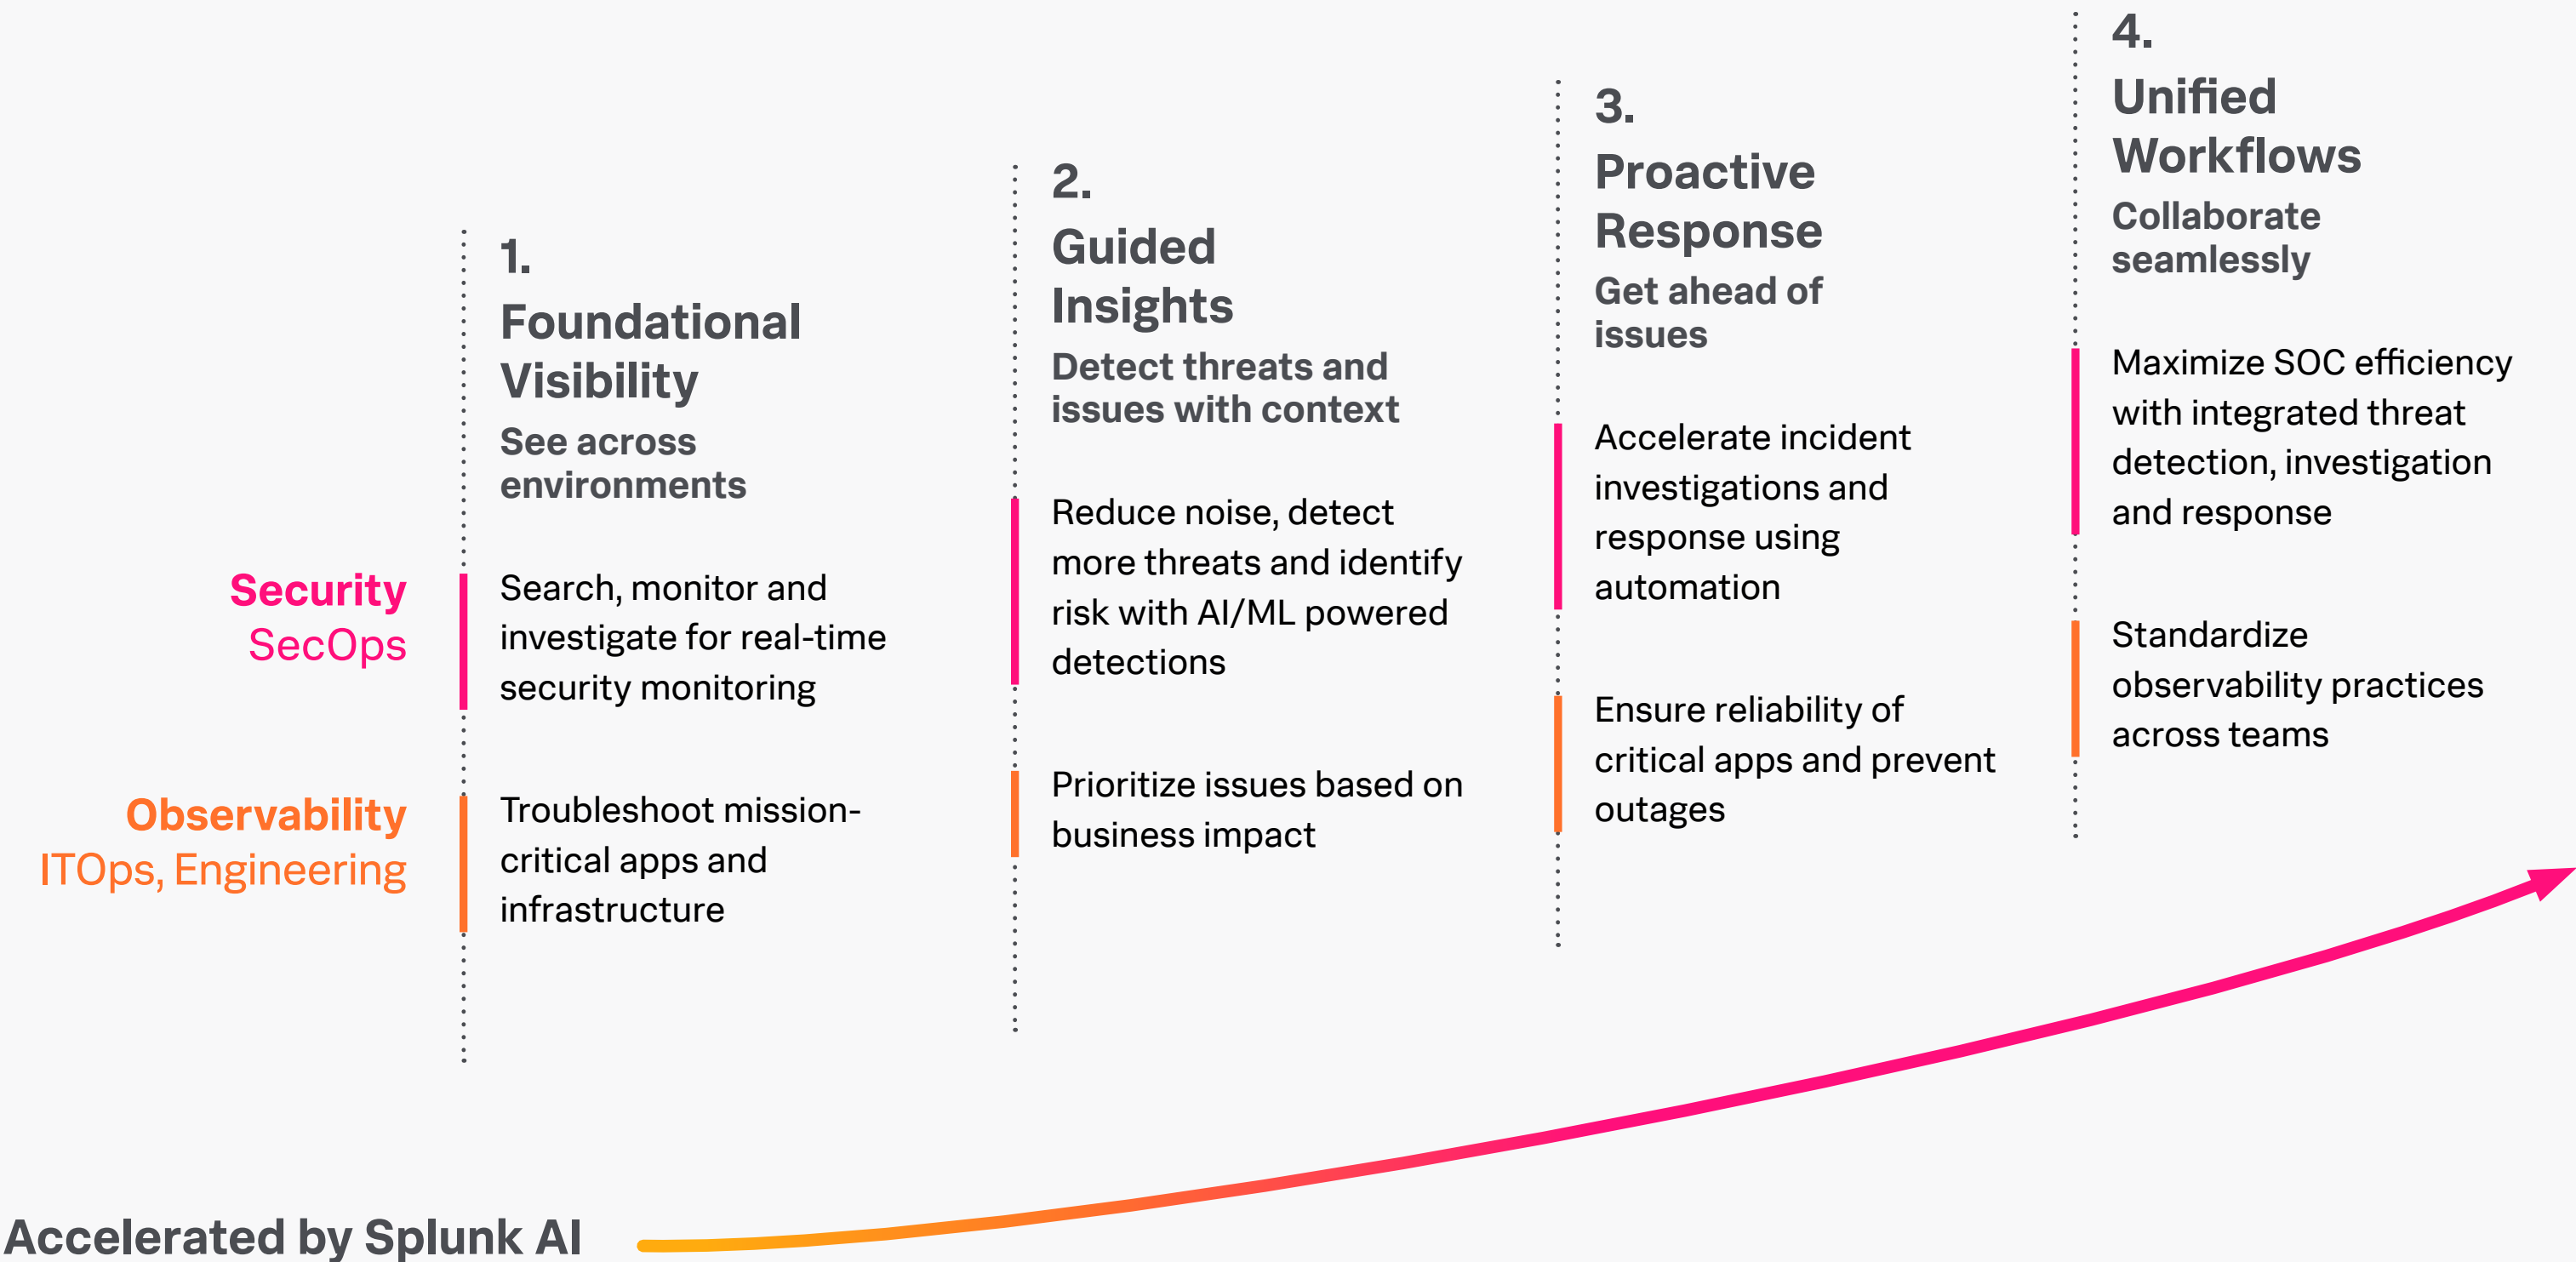 1.
Foundational
Visibility
See across
environments
2.
Guided
Insights
Detect threats and
issues with context
3.
Proactive
Response
Get ahead of
issues
4.
Unified
Workflows
Collaborate
seamlessly
Security
SecOps
Search, monitor and
investigate for real-time
security monitoring
Reduce noise, detect
more threats and identify
risk with AI/ML powered
detections
Accelerate incident
investigations and
response using
automation
Maximize SOC efficiency
with integrated threat
detection, investigation
and response
Observability
ITOps, Engineering
Troubleshoot mission-
critical apps and
infrastructure
Prioritize issues based on
business impact
Ensure reliability of
critical apps and prevent
outages
Standardize
observability practices
across teams
Accelerated by Splunk AI